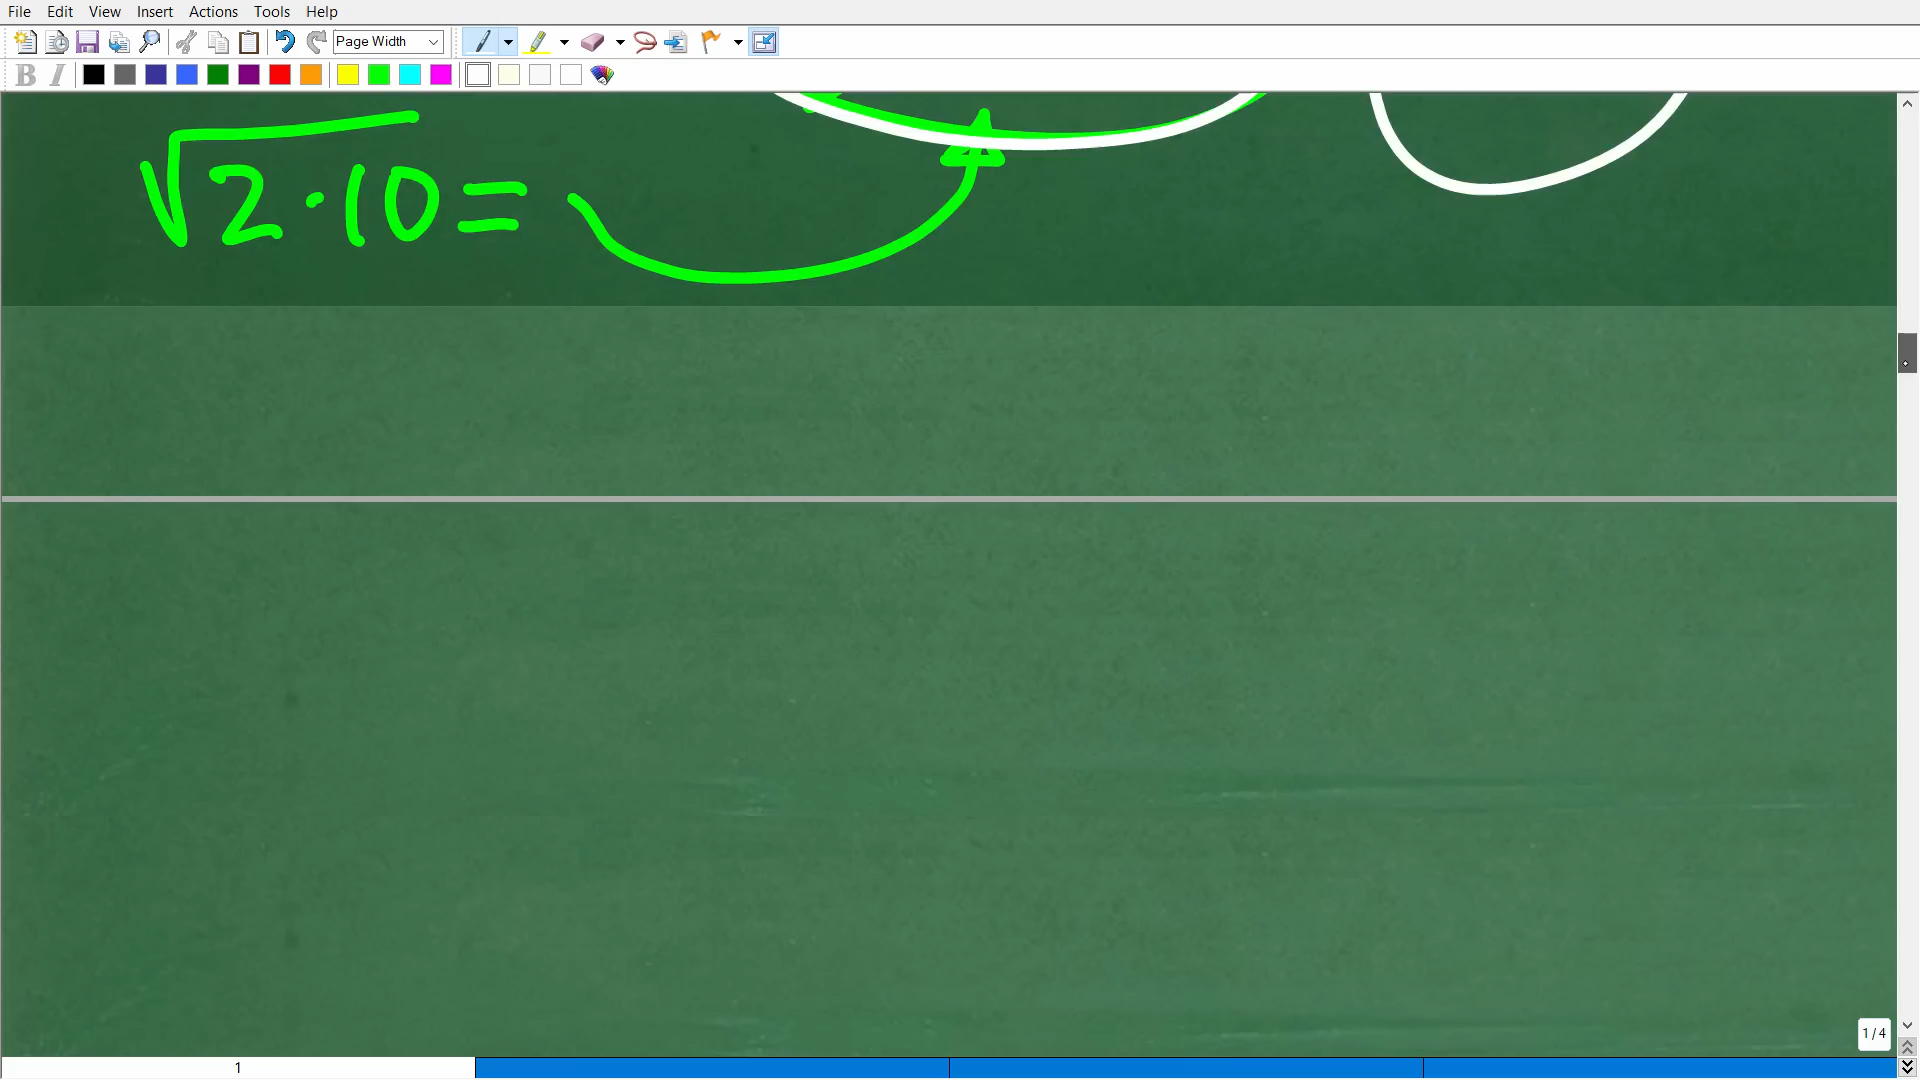 File Edit View Insert Actions Tools Help
Page Width
B I
√2·10=
1 / 4
1